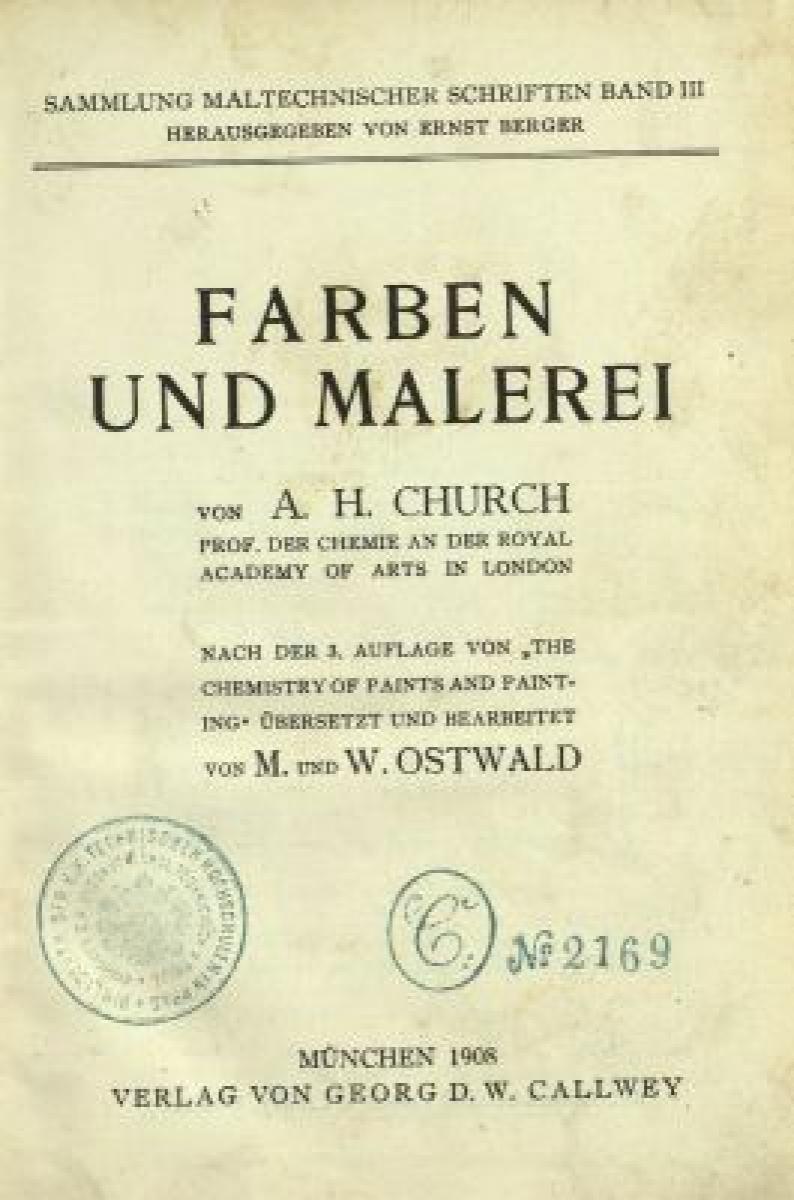 SAMMLUNG MALTECHNISCHER SCHRIFTEN BAND III
HERAUSGEGEBEN VON ERNST BERGER
FARBEN
UND MALEREI
VON A. H. CHURCH
PROF. DER CHEMIE AN DER ROYAL
ACADEMY OF ARTS IN LONDON
NACH DER 3. AUFLAGE VON „THE
CHEMISTRY OF PAINTS AND PAINT-
ING" ÜBERSETZT UND BEARBEITET
VON M. UND W. OSTWALD
C.
№ 2169
MÜNCHEN 1908
VERLAG VON GEORG D. W. CALLWEY